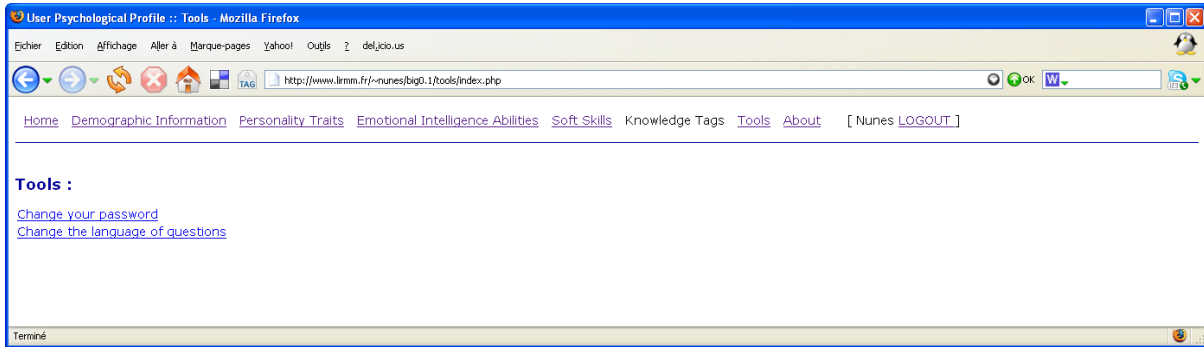 User Psychological Profile :: Tools - Mozilla Firefox
Fichier Edition Affichage Aller à Marque-pages Yahoo! Outils ? del.icio.us
TAG http://www.lirmm.fr/~nunes/big0.1/tools/index.php OK W
Home Demographic Information Personality Traits Emotional Intelligence Abilities Soft Skills Knowledge Tags Tools About [ Nunes LOGOUT ]
Tools :
Change your password
Change the language of questions
Terminé